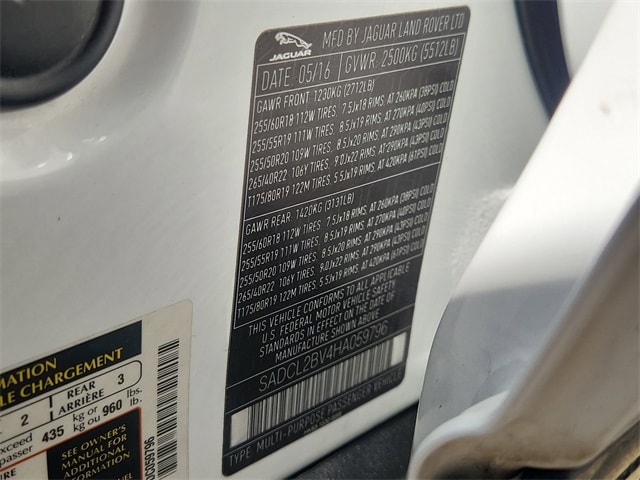 JAGUAR
MFD BY JAGUAR LAND ROVER LTD
DATE 05/16 GVWR 2500KG (5512LB)
GAWR FRONT 1230KG (2712LB)
255/60R18 112W TIRES. 7.5Jx18 RIMS. AT 260KPA (38PSI) COLD
255/55R19 111W TIRES. 8.5Jx19 RIMS. AT 270KPA (40PSI) COLD
255/50R20 109W TIRES. 8.5Jx20 RIMS. AT 290KPA (43PSI) COLD
265/40R22 106Y TIRES. 9.0Jx22 RIMS. AT 290KPA (43PSI) COLD
T175/80R19 122M TIRES. 5.5Jx19 RIMS. AT 420KPA (61PSI) COLD
GAWR REAR 1420KG (3131LB)
255/60R18 112W TIRES. 7.5Jx18 RIMS. AT 260KPA (38PSI) COLD
255/55R19 111W TIRES. 8.5Jx19 RIMS. AT 270KPA (40PSI) COLD
255/50R20 109W TIRES. 8.5Jx20 RIMS. AT 290KPA (43PSI) COLD
265/40R22 106Y TIRES. 9.0Jx22 RIMS. AT 290KPA (43PSI) COLD
T175/80R19 122M TIRES. 5.5Jx19 RIMS. AT 420KPA (61PSI) COLD
THIS VEHICLE CONFORMS TO ALL APPLICABLE
U.S. FEDERAL MOTOR VEHICLE SAFETY
STANDARDS IN EFFECT ON THE DATE OF
MANUFACTURE SHOWN ABOVE
SADCL2BV4HA059796
TYPE MULTI-PURPOSE PASSENGER VEHICLE
MATION
LE CHARGEMENT
2 REAR ARRIÈRE 3
xceed
passer 435 kg or kg ou 960 lbs. lb.
SEE OWNER'S
MANUAL FOR
ADDITIONAL
INFORMATION